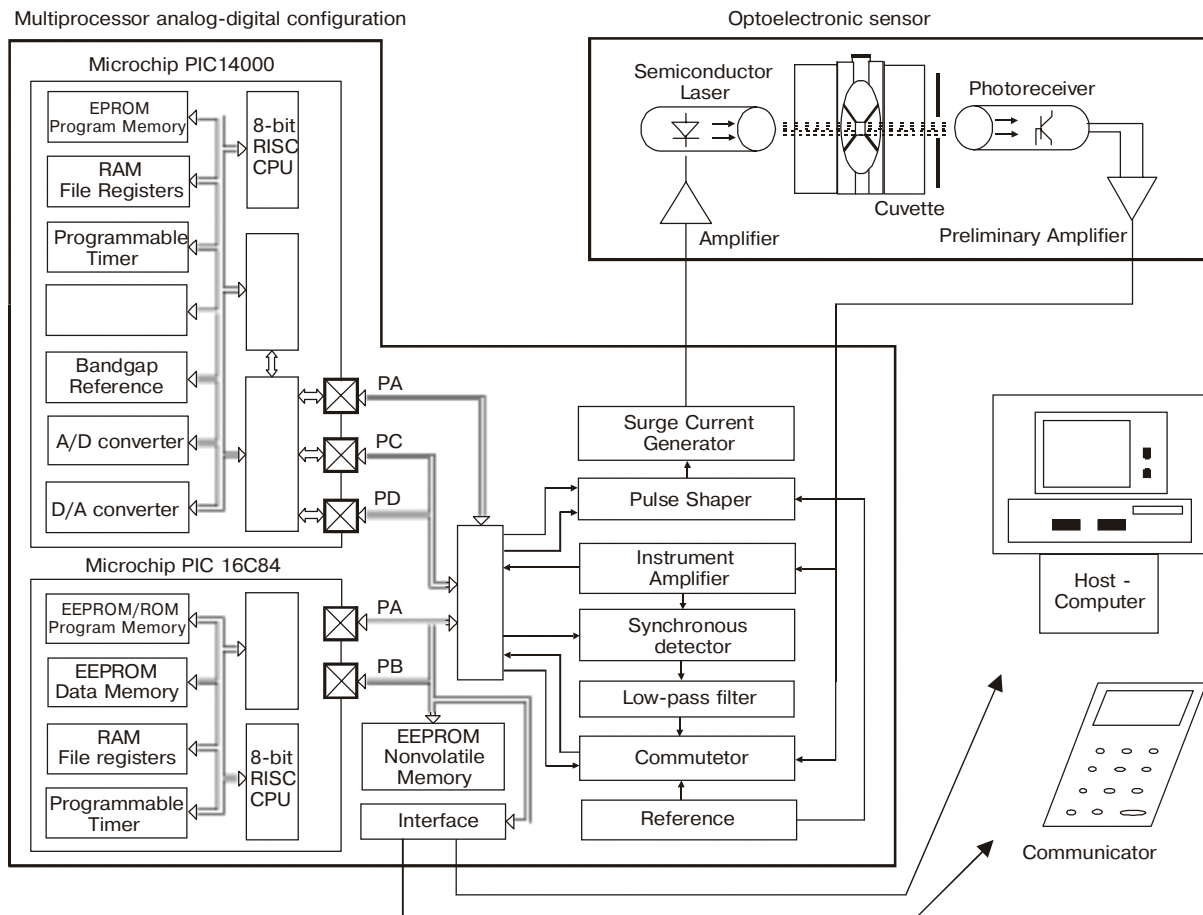 Multiprocessor analog-digital configuration
Optoelectronic sensor
Microchip PIC14000
EPROM
Program Memory
8-bit
RISC
CPU
RAM
File Registers
Programmable
Timer
Bandgap
Reference
A/D converter
D/A converter
PA
PC
PD
Microchip PIC 16C84
EEPROM/ROM
Program Memory
EEPROM
Data Memory
RAM
File registers
Programmable
Timer
8-bit
RISC
CPU
PA
PB
EEPROM
Nonvolatile
Memory
Interface
Surge Current
Generator
Pulse Shaper
Instrument
Amplifier
Synchronous
detector
Low-pass filter
Commutetor
Reference
Semiconductor
Laser
Photoreceiver
Cuvette
Amplifier
Preliminary Amplifier
Host -
Computer
Communicator